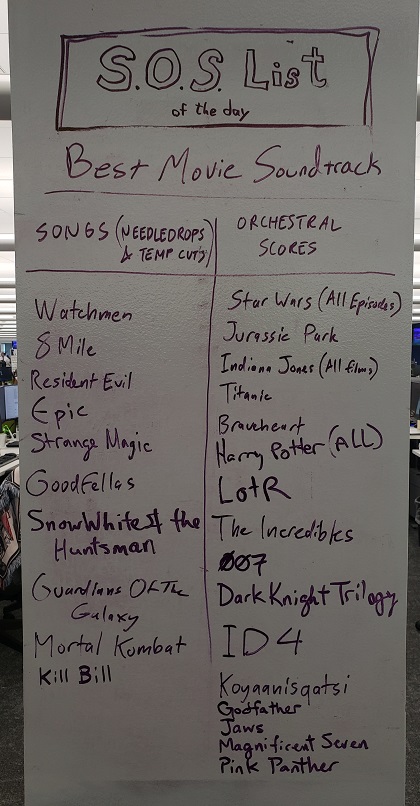 S.O.S. List
of the day
Best Movie Soundtrack
SONGS (NEEDLEDROPS
& TEMP CUTS)
Watchmen
8 Mile
Resident Evil
Epic
Strange Magic
GoodFellas
SnowWhite & the
Huntsman
Guardians Of The
Galaxy
Mortal Kombat
Kill Bill
ORCHESTRAL
SCORES
Star Wars (All Episodes)
Jurassic Park
Indiana Jones (All films)
Titanic
Braveheart
Harry Potter (ALL)
LotR
The Incredibles
007
Dark Knight Trilogy
ID4
Koyaanisqatsi
Godfather
Jaws
Magnificent Seven
Pink Panther